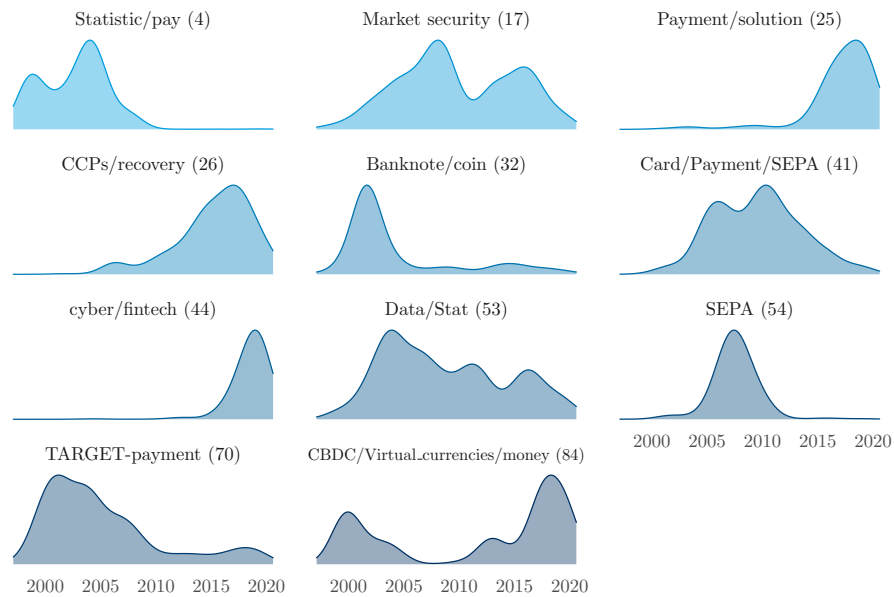 Statistic/pay (4)
Market security (17)
Payment/solution (25)
CCPs/recovery (26)
Banknote/coin (32)
Card/Payment/SEPA (41)
cyber/fintech (44)
Data/Stat (53)
SEPA (54)
2000 2005 2010 2015 2020
TARGET-payment (70)
CBDC/Virtual_currencies/money (84)
2000 2005 2010 2015 2020
2000 2005 2010 2015 2020